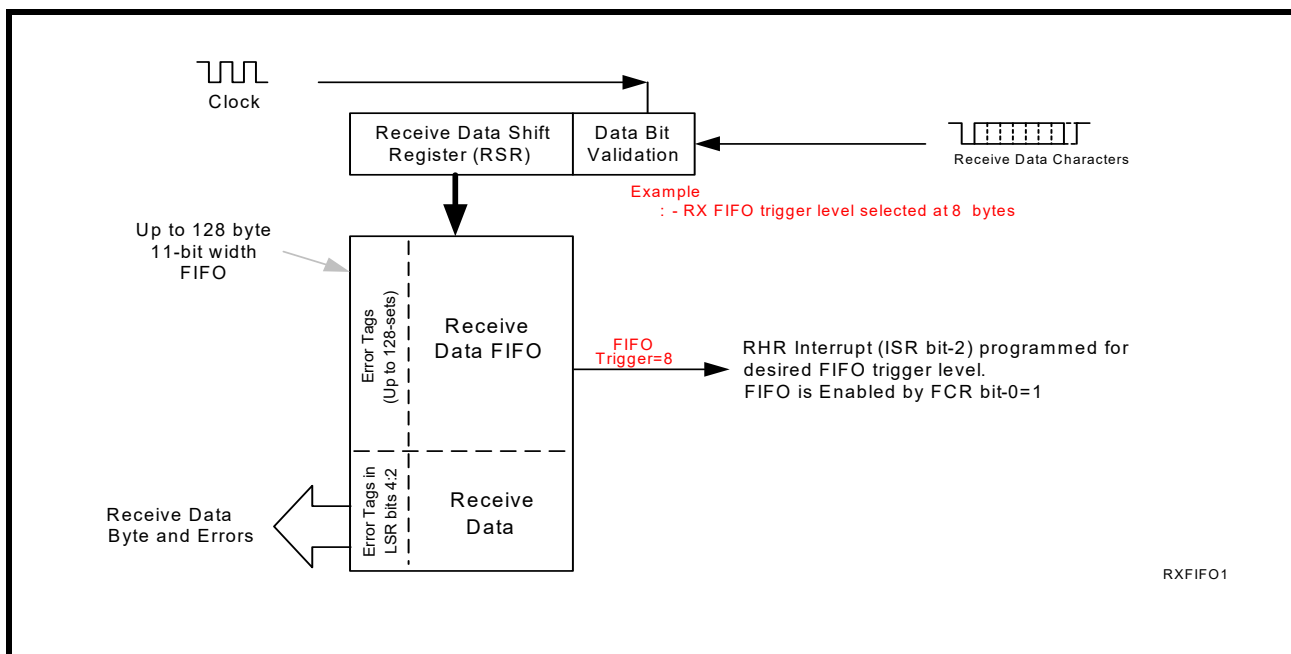 Clock
Receive Data Shift
Register (RSR)
Data Bit
Validation
Receive Data Characters
Example
: - RX FIFO trigger level selected at 8 bytes
Up to 128 byte
11-bit width
FIFO
Error Tags
(Up to 128-sets)
Receive
Data FIFO
FIFO
Trigger=8
RHR Interrupt (ISR bit-2) programmed for
desired FIFO trigger level.
FIFO is Enabled by FCR bit-0=1
Error Tags in
LSR bits 4:2
Receive
Data
Receive Data
Byte and Errors
RXFIFO1